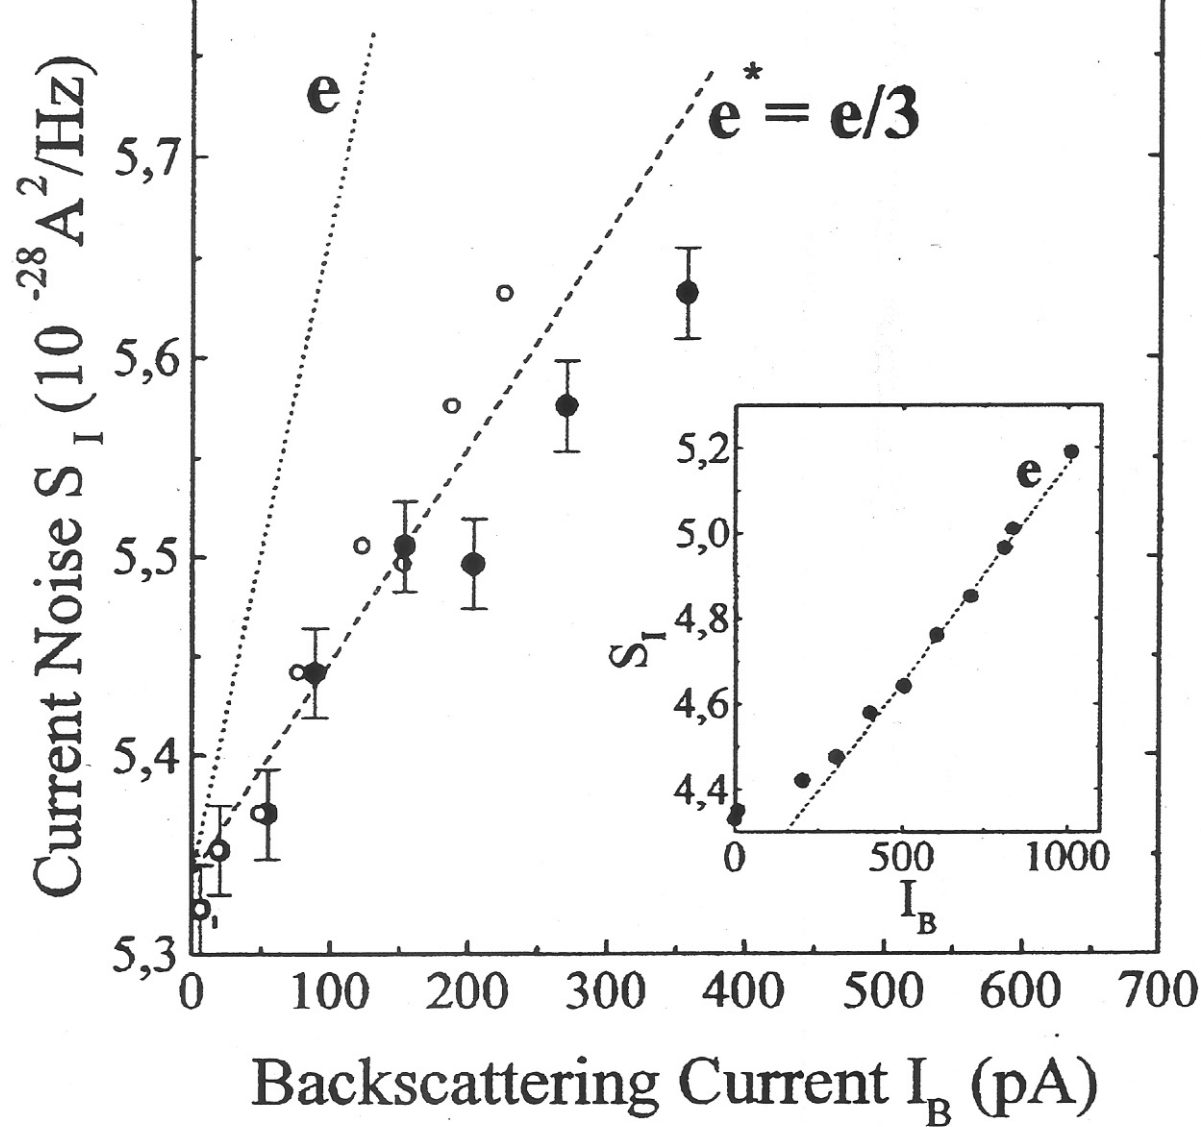 Current Noise S_I (10^-28 A^2/Hz)
5,7
5,6
5,5
5,4
5,3
e
e* = e/3
0 100 200 300 400 500 600 700
Backscattering Current I_B (pA)
S_I
5,2
5,0
4,8
4,6
4,4
e
0 500 1000
I_B